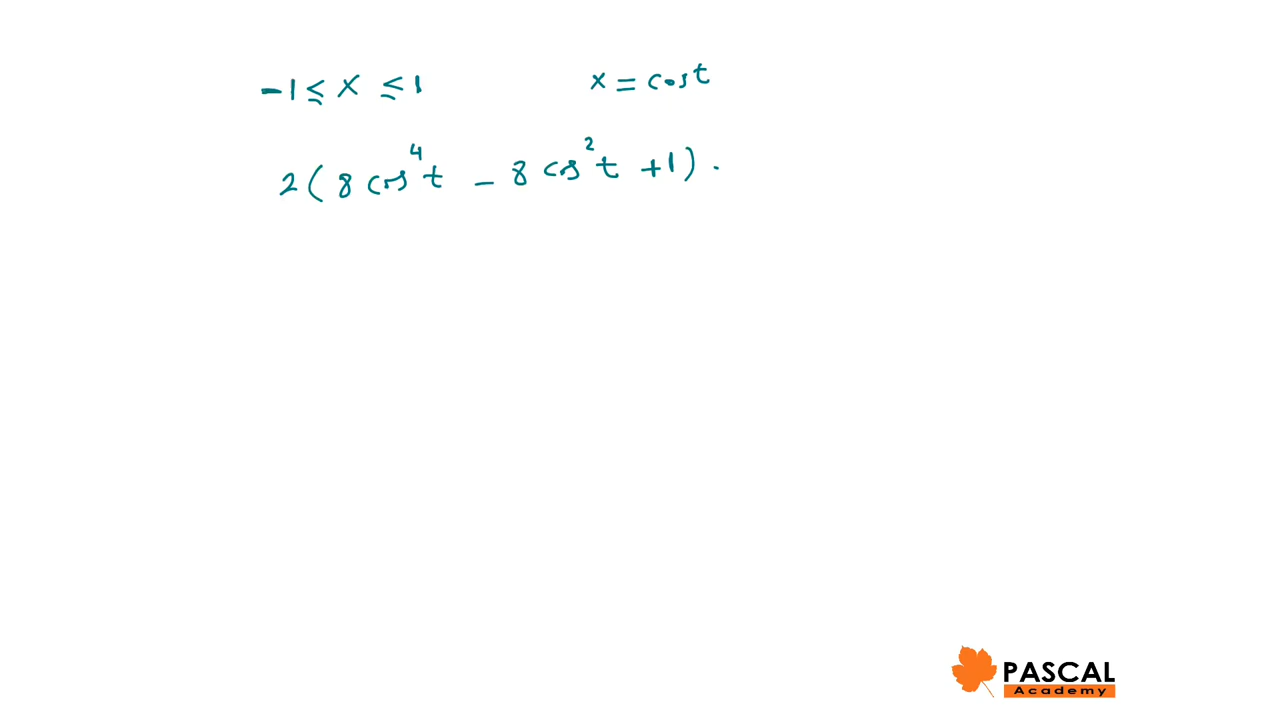 -1 ≤ x ≤ 1 x = cos t
2(8 cos⁴t - 8 cos²t + 1) .
PASCAL
Academy